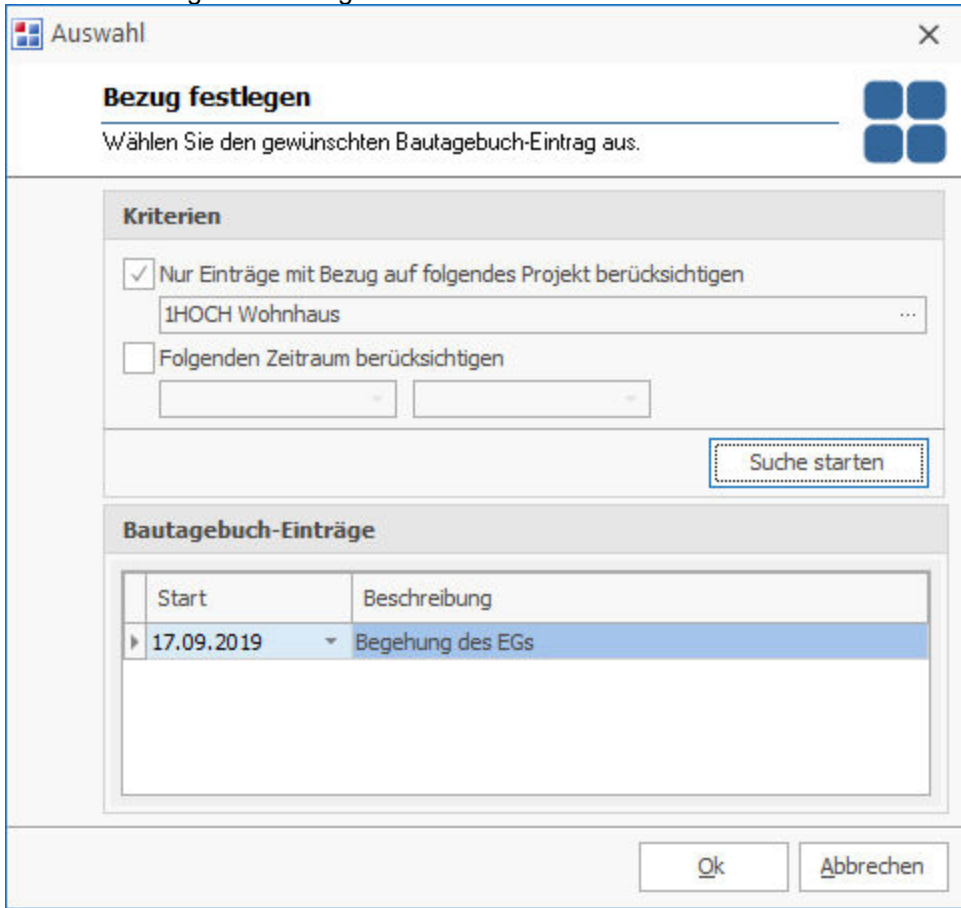 Auswahl
Bezug festlegen
Wählen Sie den gewünschten Bautagebuch-Eintrag aus.
Kriterien
Nur Einträge mit Bezug auf folgendes Projekt berücksichtigen
1HOCH Wohnhaus ...
Folgenden Zeitraum berücksichtigen
Suche starten
Bautagebuch-Einträge
Start Beschreibung
17.09.2019 Begehung des EGs
Ok Abbrechen